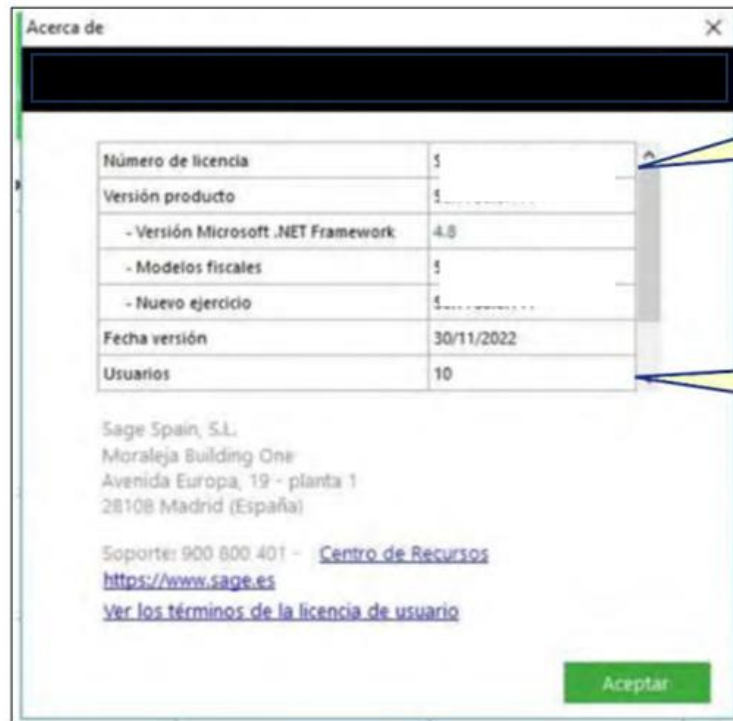 Acerca de
Número de licencia
Versión producto
- Versión Microsoft .NET Framework 4.8
- Modelos fiscales
- Nuevo ejercicio
Fecha versión 30/11/2022
Usuarios 10
Sage Spain, S.L.
Moraleja Building One
Avenida Europa, 19 - planta 1
28108 Madrid (España)
Soporte: 900 800 401 - Centro de Recursos
https://www.sage.es
Ver los términos de la licencia de usuario
Aceptar